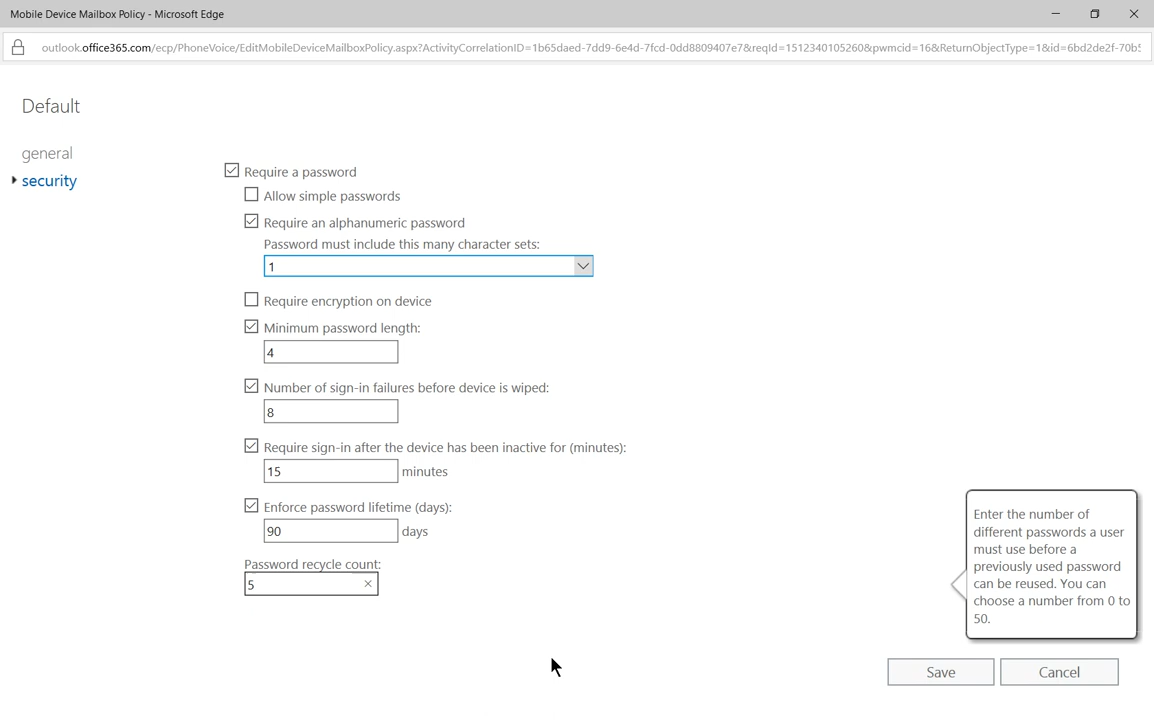 Mobile Device Mailbox Policy - Microsoft Edge
outlook.office365.com/ecp/PhoneVoice/EditMobileDeviceMailboxPolicy.aspx?ActivityCorrelationID=1b65daed-7dd9-6e4d-7fcd-0dd8809407e7&reqId=1512340105260&pwmcid=16&ReturnObjectType=1&id=6bd2de2f-70b5
Default
general
security
Require a password
Allow simple passwords
Require an alphanumeric password
Password must include this many character sets:
1
Require encryption on device
Minimum password length:
4
Number of sign-in failures before device is wiped:
8
Require sign-in after the device has been inactive for (minutes):
15 minutes
Enforce password lifetime (days):
90 days
Password recycle count:
5
Enter the number of
different passwords a user
must use before a
previously used password
can be reused. You can
choose a number from 0 to
50.
Save Cancel